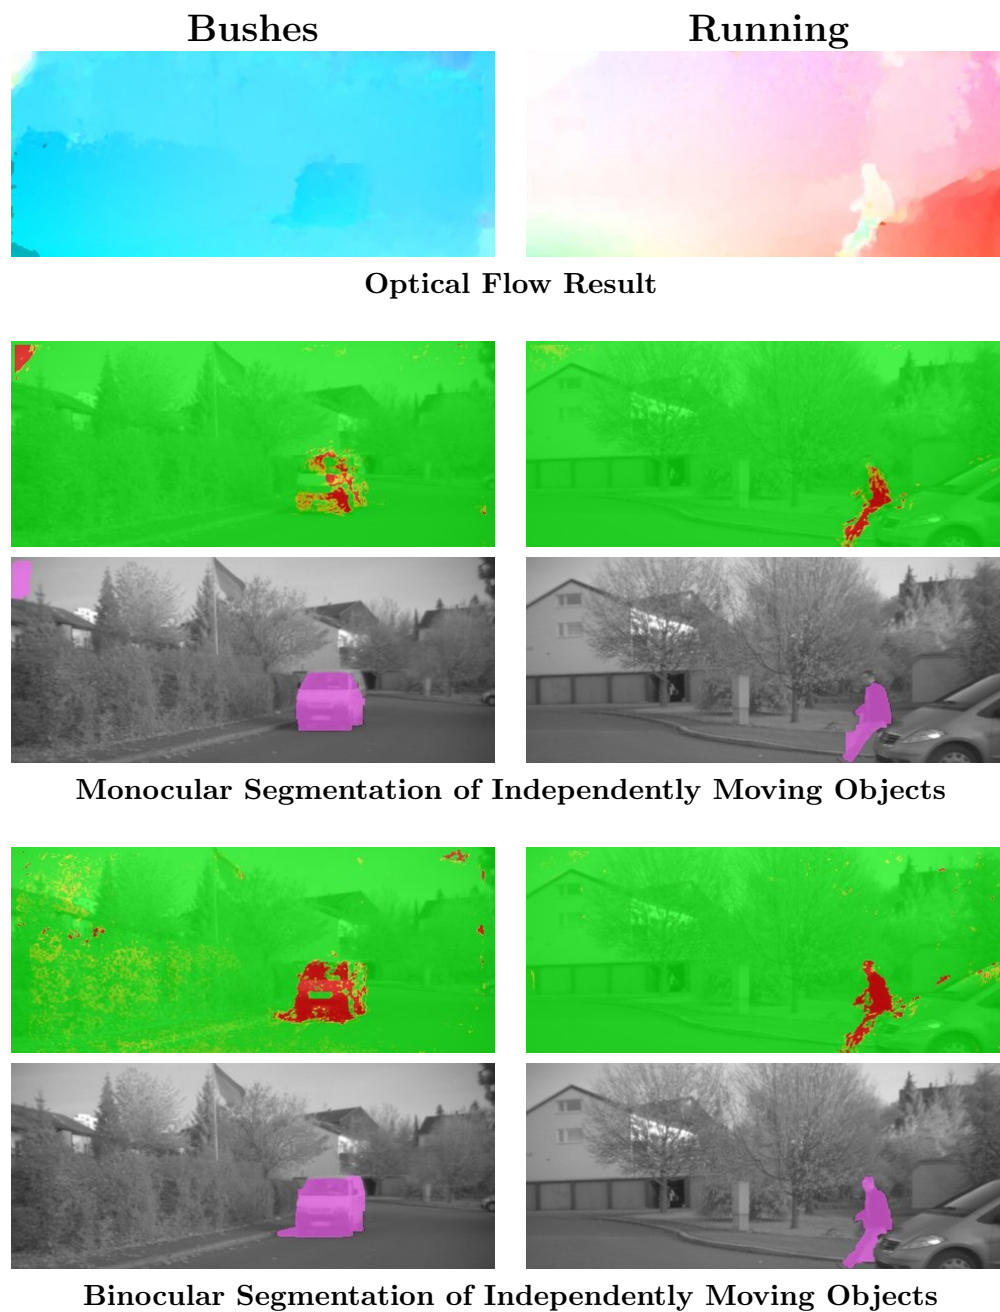 Bushes
Running
Optical Flow Result
Monocular Segmentation of Independently Moving Objects
Binocular Segmentation of Independently Moving Objects